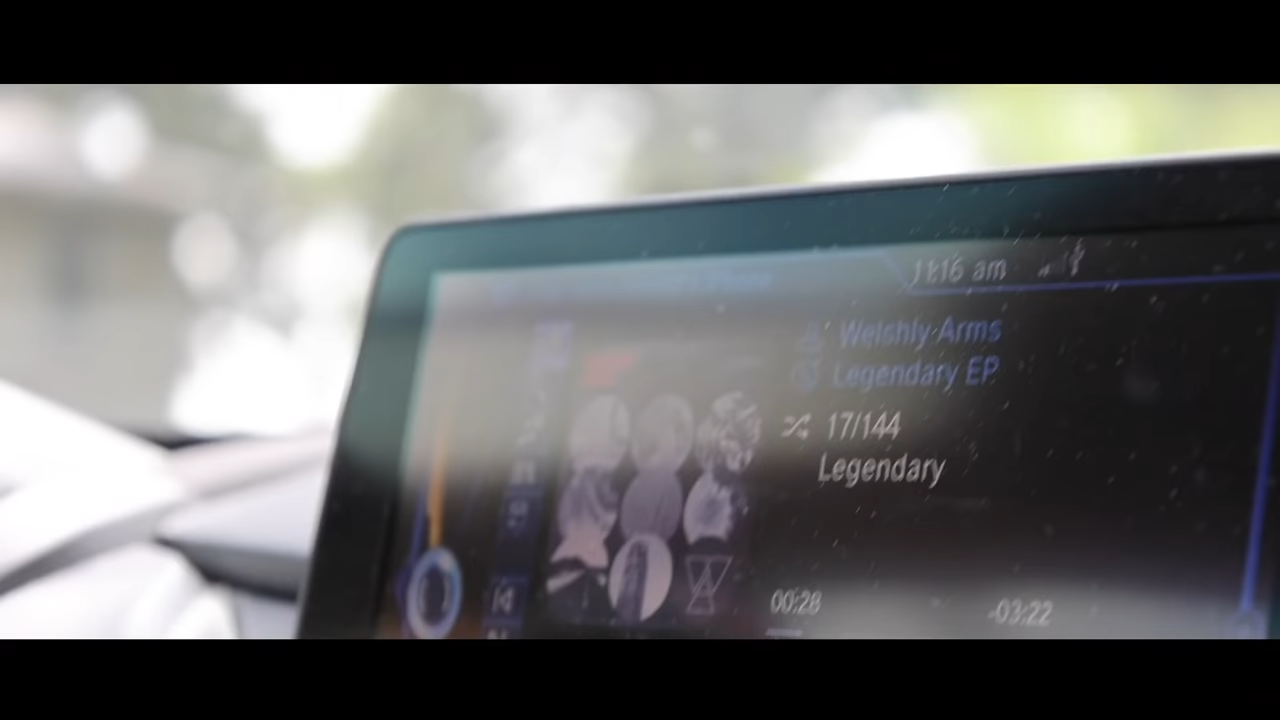 11:16 am
Welshly Arms
Legendary EP
17/144
Legendary
00:28
-03:22